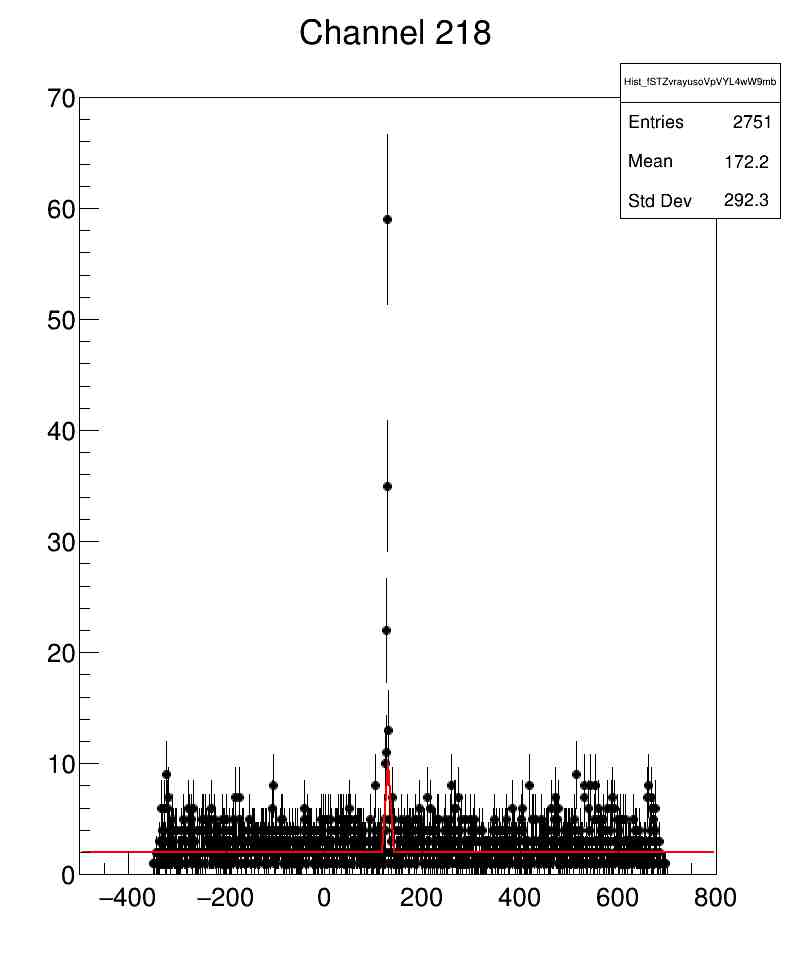 Channel 218
Hist_fSTZvrayusoVpVYL4wW9mb
Entries 2751
Mean 172.2
Std Dev 292.3
70
60
50
40
30
20
10
0
−400 −200 0 200 400 600 800